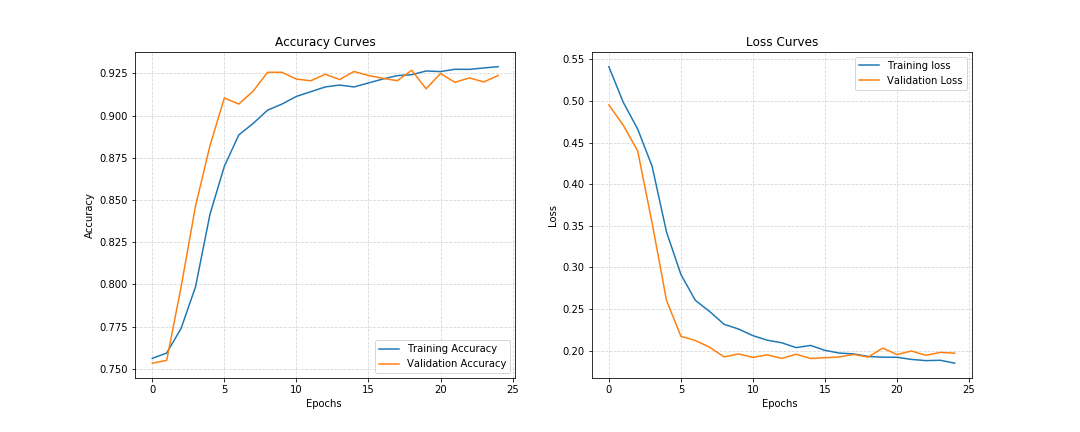 Accuracy Curves
0.925
0.900
0.875
0.850
0.825
0.800
0.775
0.750
Accuracy
Training Accuracy
Validation Accuracy
0 5 10 15 20 25
Epochs
Loss Curves
0.55
0.50
0.45
0.40
0.35
0.30
0.25
0.20
Loss
Training loss
Validation Loss
0 5 10 15 20 25
Epochs